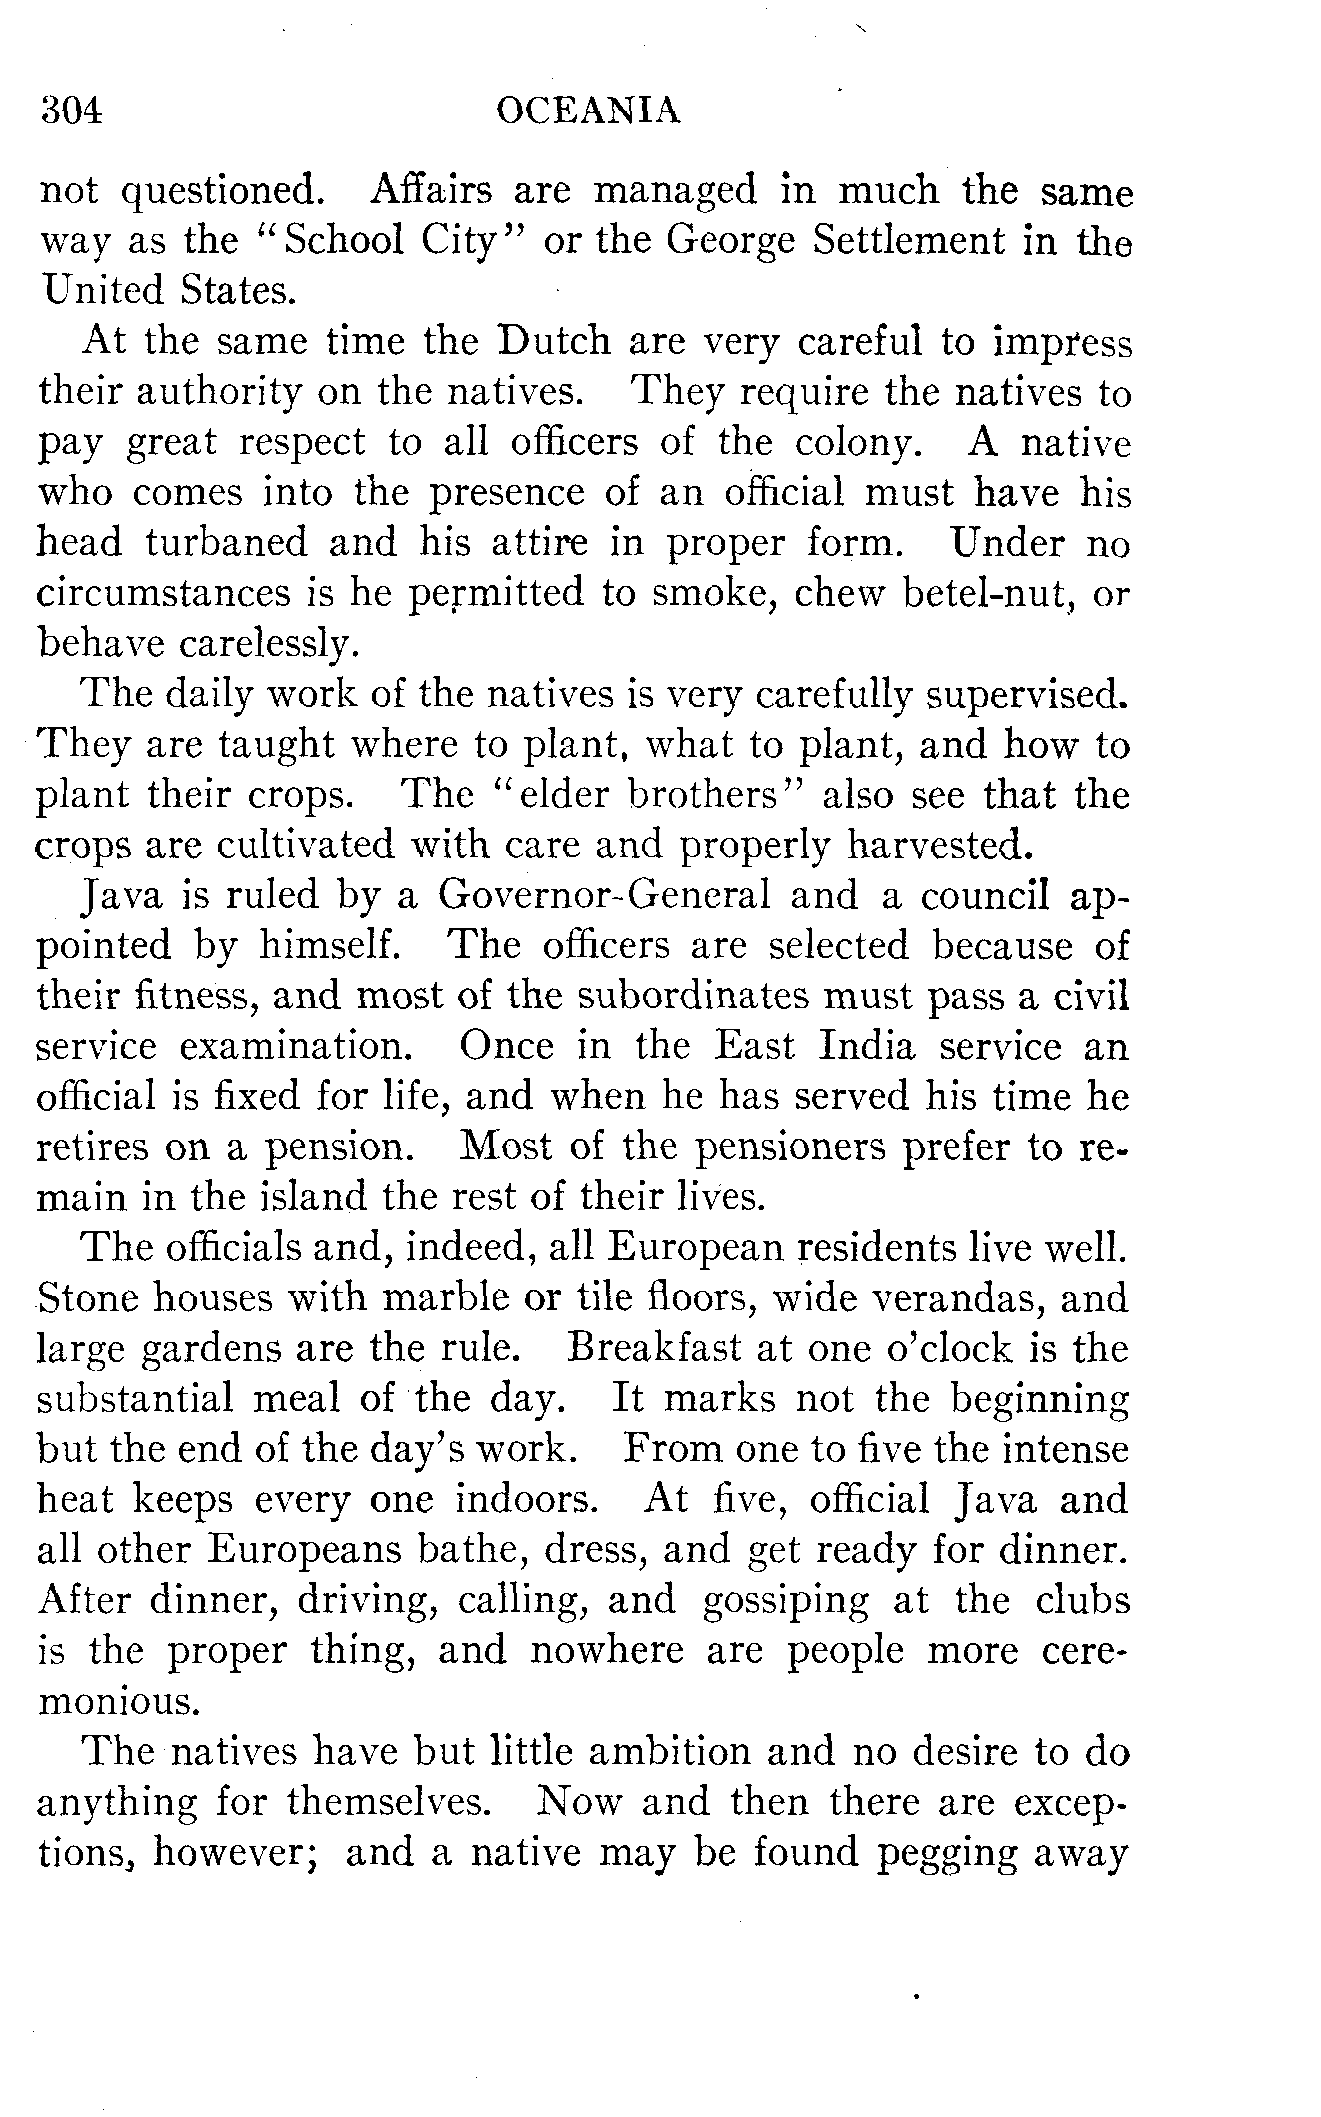 304 OCEANIA
not questioned. Affairs are managed in much the same
way as the "School City" or the George Settlement in the
United States.
At the same time the Dutch are very careful to impress
their authority on the natives. They require the natives to
pay great respect to all officers of the colony. A native
who comes into the presence of an official must have his
head turbaned and his attire in proper form. Under no
circumstances is he permitted to smoke, chew betel-nut, or
behave carelessly.
The daily work of the natives is very carefully supervised.
They are taught where to plant, what to plant, and how to
plant their crops. The "elder brothers" also see that the
crops are cultivated with care and properly harvested.
Java is ruled by a Governor-General and a council ap-
pointed by himself. The officers are selected because of
their fitness, and most of the subordinates must pass a civil
service examination. Once in the East India service an
official is fixed for life, and when he has served his time he
retires on a pension. Most of the pensioners prefer to re-
main in the island the rest of their lives.
The officials and, indeed, all European residents live well.
Stone houses with marble or tile floors, wide verandas, and
large gardens are the rule. Breakfast at one o'clock is the
substantial meal of the day. It marks not the beginning
but the end of the day's work. From one to five the intense
heat keeps every one indoors. At five, official Java and
all other Europeans bathe, dress, and get ready for dinner.
After dinner, driving, calling, and gossiping at the clubs
is the proper thing, and nowhere are people more cere-
monious.
The natives have but little ambition and no desire to do
anything for themselves. Now and then there are excep-
tions, however; and a native may be found pegging away